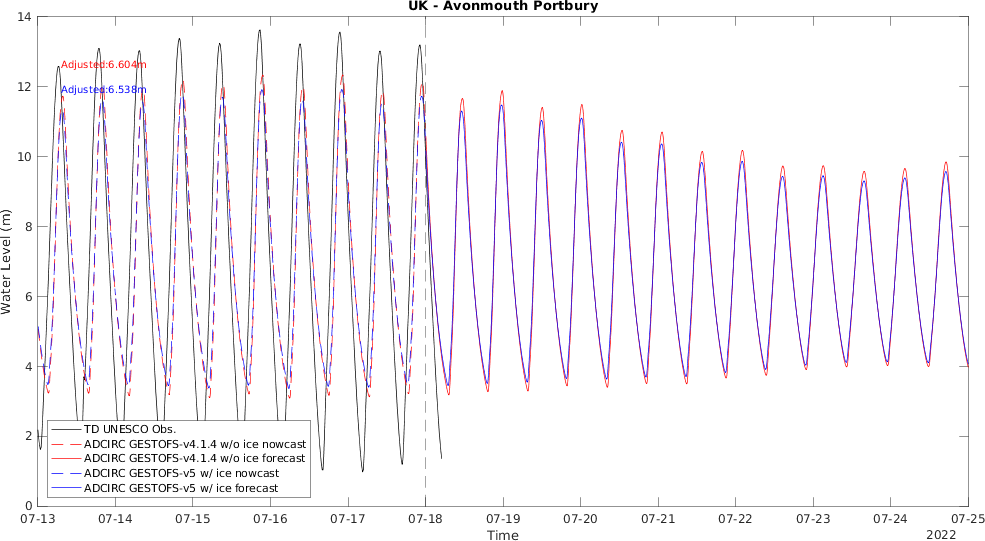 UK - Avonmouth Portbury
14
12
10
8
6
4
2
0
Water Level (m)
Adjusted:6.604m
Adjusted:6.538m
TD UNESCO Obs.
ADCIRC GESTOFS-v4.1.4 w/o ice nowcast
ADCIRC GESTOFS-v4.1.4 w/o ice forecast
ADCIRC GESTOFS-v5 w/ ice nowcast
ADCIRC GESTOFS-v5 w/ ice forecast
07-13 07-14 07-15 07-16 07-17 07-18 07-19 07-20 07-21 07-22 07-23 07-24 07-25
Time
2022